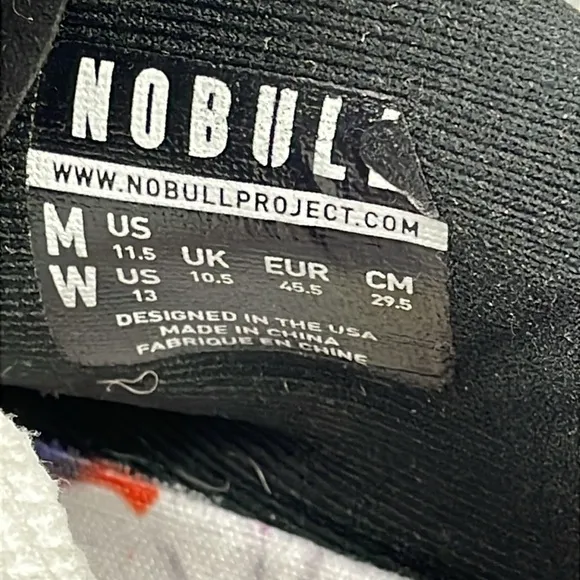 NOBULL
WWW.NOBULLPROJECT.COM
M US 11.5 UK 10.5 EUR 45.5 CM 29.5
W US 13
DESIGNED IN THE USA
MADE IN CHINA
FABRIQUE EN CHINE